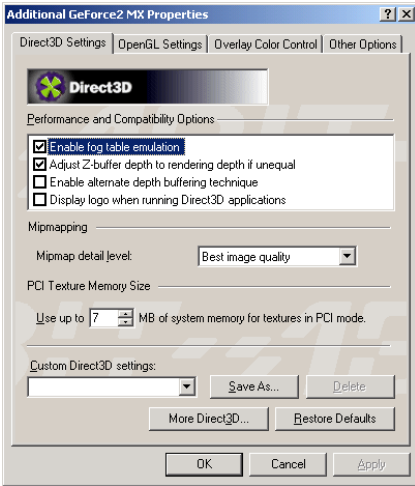 Additional GeForce2 MX Properties
Direct3D Settings OpenGL Settings Overlay Color Control Other Options
Direct3D
Performance and Compatibility Options
Enable fog table emulation
Adjust Z-buffer depth to rendering depth if unequal
Enable alternate depth buffering technique
Display logo when running Direct3D applications
Mipmapping
Mipmap detail level: Best image quality
PCI Texture Memory Size
Use up to 7 MB of system memory for textures in PCI mode.
Custom Direct3D settings:
Save As... Delete
More Direct3D... Restore Defaults
OK Cancel Apply